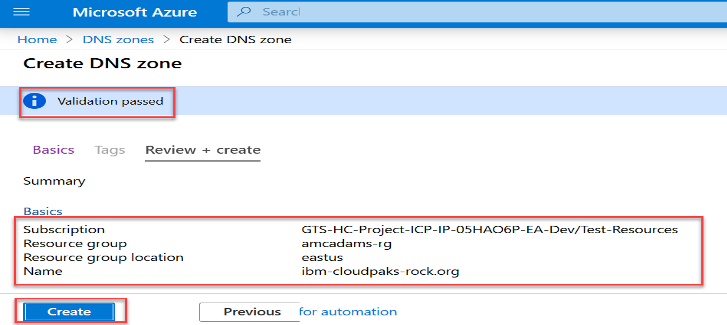 Microsoft Azure Search
Home > DNS zones > Create DNS zone
Create DNS zone
Validation passed
Basics Tags Review + create
Summary
Basics
Subscription GTS-HC-Project-ICP-IP-05HAO6P-EA-Dev/Test-Resources
Resource group amcadams-rg
Resource group location eastus
Name ibm-cloudpaks-rock.org
Create Previous for automation